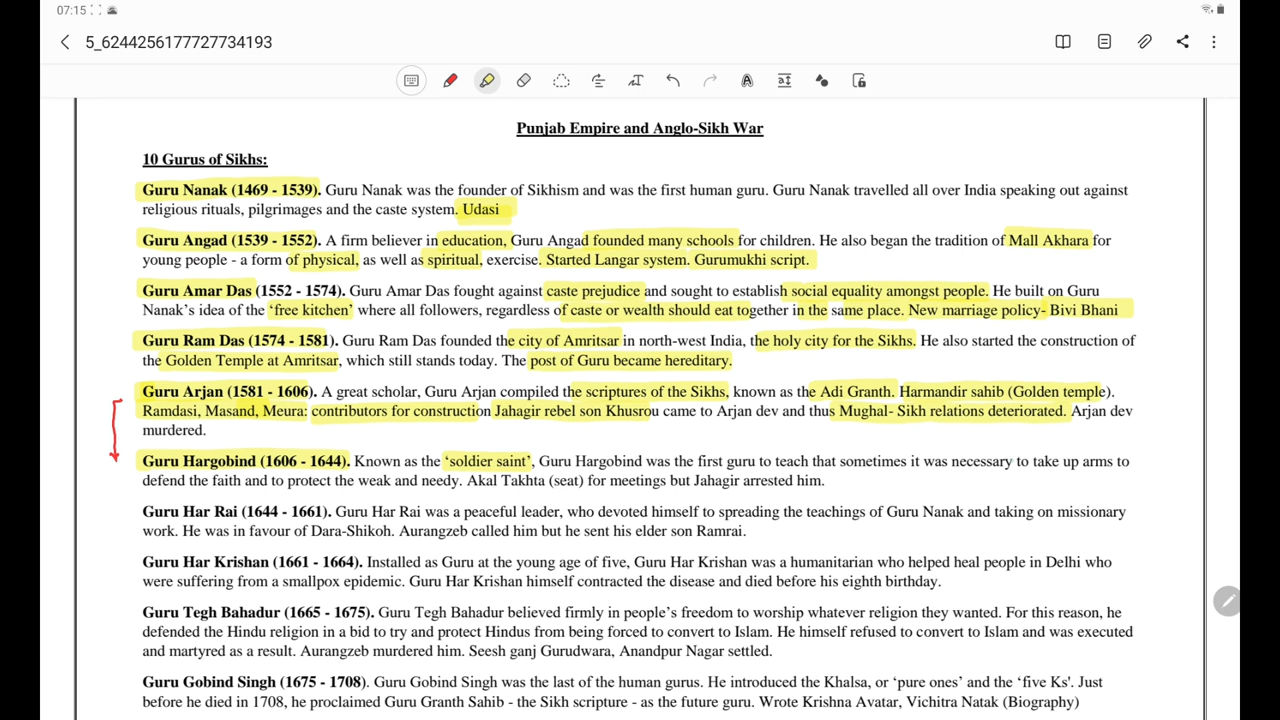 07:15
5_6244256177727734193
Punjab Empire and Anglo-Sikh War
10 Gurus of Sikhs:
Guru Nanak (1469 - 1539). Guru Nanak was the founder of Sikhism and was the first human guru. Guru Nanak travelled all over India speaking out against
religious rituals, pilgrimages and the caste system. Udasi
Guru Angad (1539 - 1552). A firm believer in education, Guru Angad founded many schools for children. He also began the tradition of Mall Akhara for
young people - a form of physical, as well as spiritual, exercise. Started Langar system. Gurumukhi script.
Guru Amar Das (1552 - 1574). Guru Amar Das fought against caste prejudice and sought to establish social equality amongst people. He built on Guru
Nanak's idea of the ‘free kitchen’ where all followers, regardless of caste or wealth should eat together in the same place. New marriage policy- Bivi Bhani
Guru Ram Das (1574 - 1581). Guru Ram Das founded the city of Amritsar in north-west India, the holy city for the Sikhs. He also started the construction of
the Golden Temple at Amritsar, which still stands today. The post of Guru became hereditary.
Guru Arjan (1581 - 1606). A great scholar, Guru Arjan compiled the scriptures of the Sikhs, known as the Adi Granth. Harmandir sahib (Golden temple).
Ramdasi, Masand, Meura: contributors for construction Jahagir rebel son Khusrou came to Arjan dev and thus Mughal- Sikh relations deteriorated. Arjan dev
murdered.
Guru Hargobind (1606 - 1644). Known as the ‘soldier saint’, Guru Hargobind was the first guru to teach that sometimes it was necessary to take up arms to
defend the faith and to protect the weak and needy. Akal Takhta (seat) for meetings but Jahagir arrested him.
Guru Har Rai (1644 - 1661). Guru Har Rai was a peaceful leader, who devoted himself to spreading the teachings of Guru Nanak and taking on missionary
work. He was in favour of Dara-Shikoh. Aurangzeb called him but he sent his elder son Ramrai.
Guru Har Krishan (1661 - 1664). Installed as Guru at the young age of five, Guru Har Krishan was a humanitarian who helped heal people in Delhi who
were suffering from a smallpox epidemic. Guru Har Krishan himself contracted the disease and died before his eighth birthday.
Guru Tegh Bahadur (1665 - 1675). Guru Tegh Bahadur believed firmly in people's freedom to worship whatever religion they wanted. For this reason, he
defended the Hindu religion in a bid to try and protect Hindus from being forced to convert to Islam. He himself refused to convert to Islam and was executed
and martyred as a result. Aurangzeb murdered him. Seesh ganj Gurudwara, Anandpur Nagar settled.
Guru Gobind Singh (1675 - 1708). Guru Gobind Singh was the last of the human gurus. He introduced the Khalsa, or ‘pure ones’ and the ‘five Ks'. Just
before he died in 1708, he proclaimed Guru Granth Sahib - the Sikh scripture - as the future guru. Wrote Krishna Avatar, Vichitra Natak (Biography)